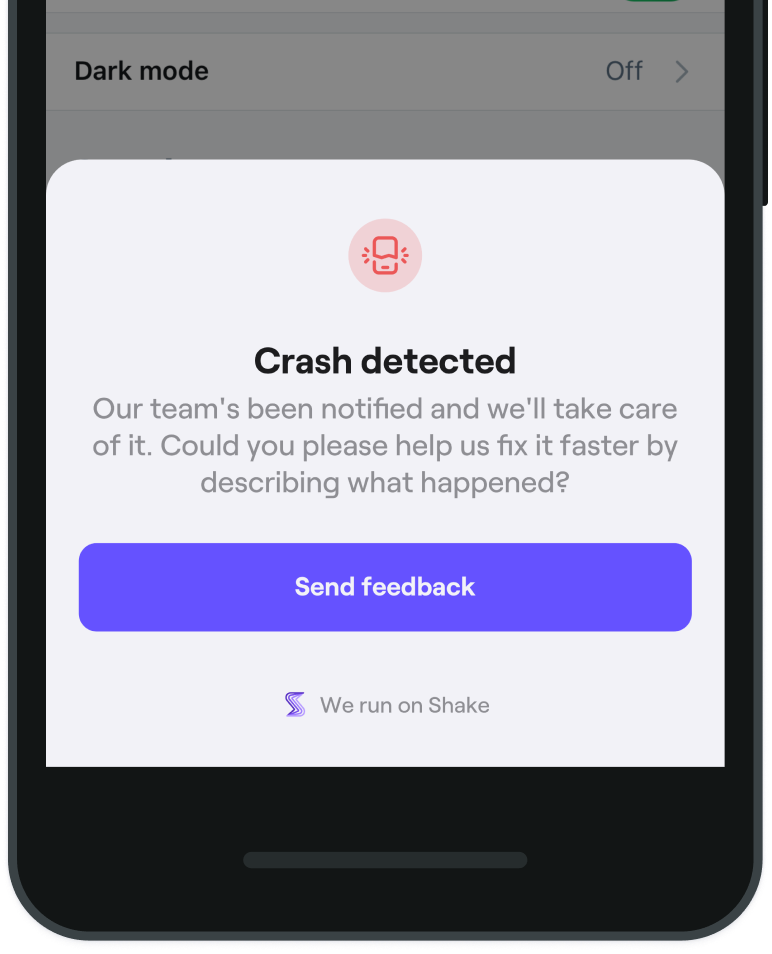 Dark mode Off
Crash detected
Our team's been notified and we'll take care
of it. Could you please help us fix it faster by
describing what happened?
Send feedback
We run on Shake